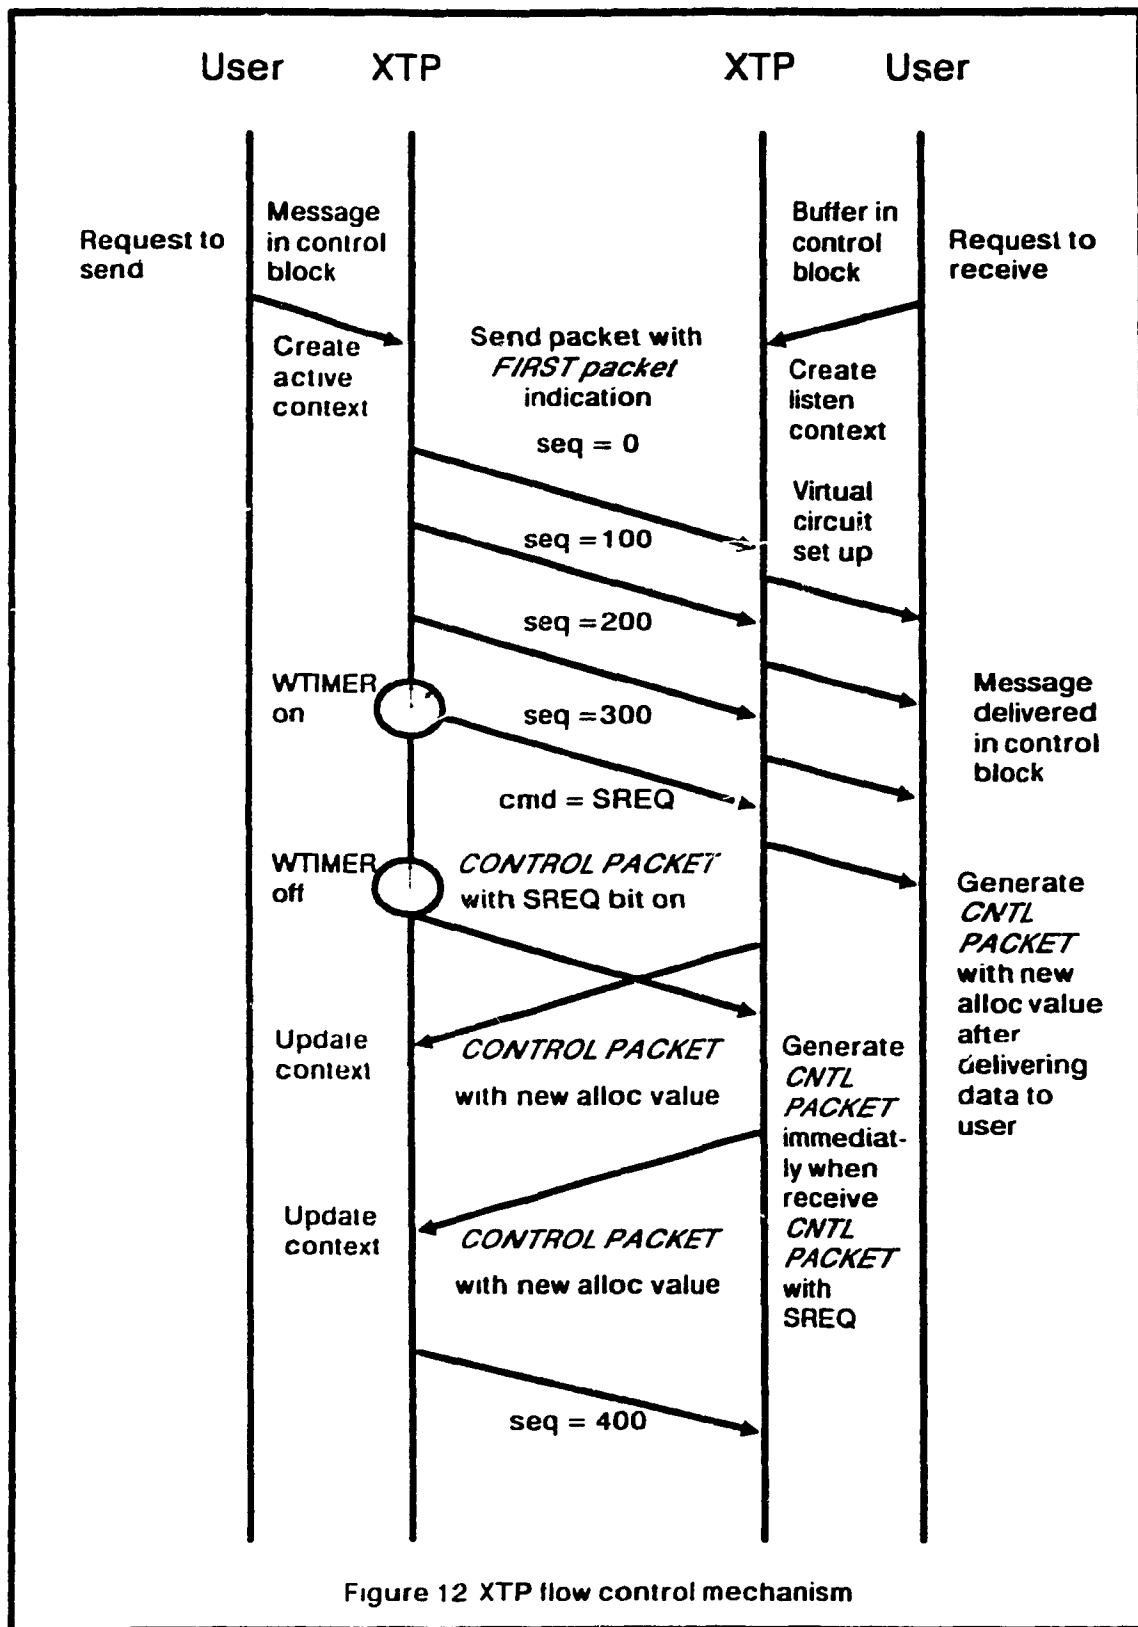 User XTP XTP User
Request to
send
Message
in control
block
Buffer in
control
block
Request to
receive
Create
active
context
Send packet with
FIRST packet
indication
Create
listen
context
seq = 0
Virtual
circuit
set up
seq =100
seq =200
WTIMER
on
seq =300
Message
delivered
in control
block
cmd = SREQ
WTIMER
off
CONTROL PACKET
with SREQ bit on
Generate
CNTL
PACKET
with new
alloc value
after
delivering
data to
user
Update
context
CONTROL PACKET
with new alloc value
Generate
CNTL
PACKET
immediat-
ly when
receive
CNTL
PACKET
with
SREQ
Update
context
CONTROL PACKET
with new alloc value
seq = 400
Figure 12 XTP flow control mechanism